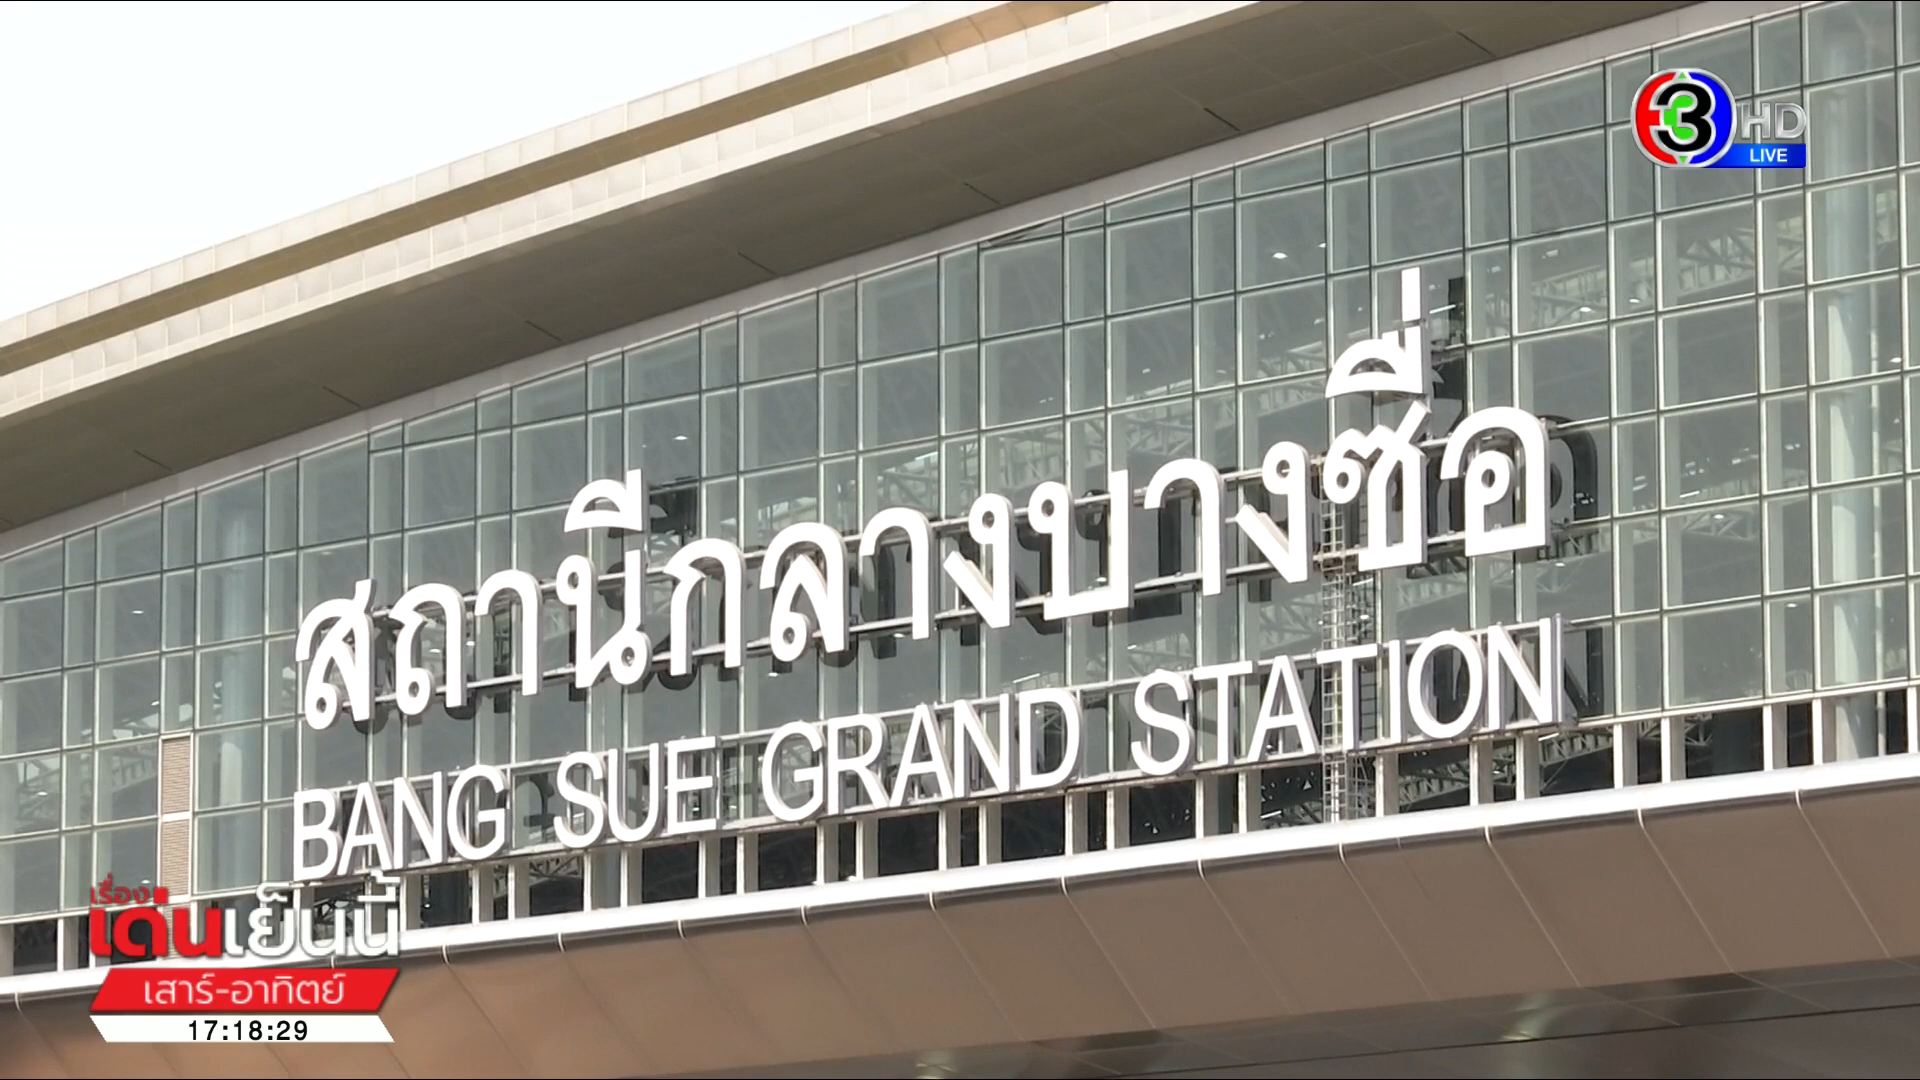 3 HD
LIVE
สถานีกลางบางซื่อ
BANG SUE GRAND STATION
เรื่อง
เด่นเย็นนี้
เสาร์-อาทิตย์
17:18:29